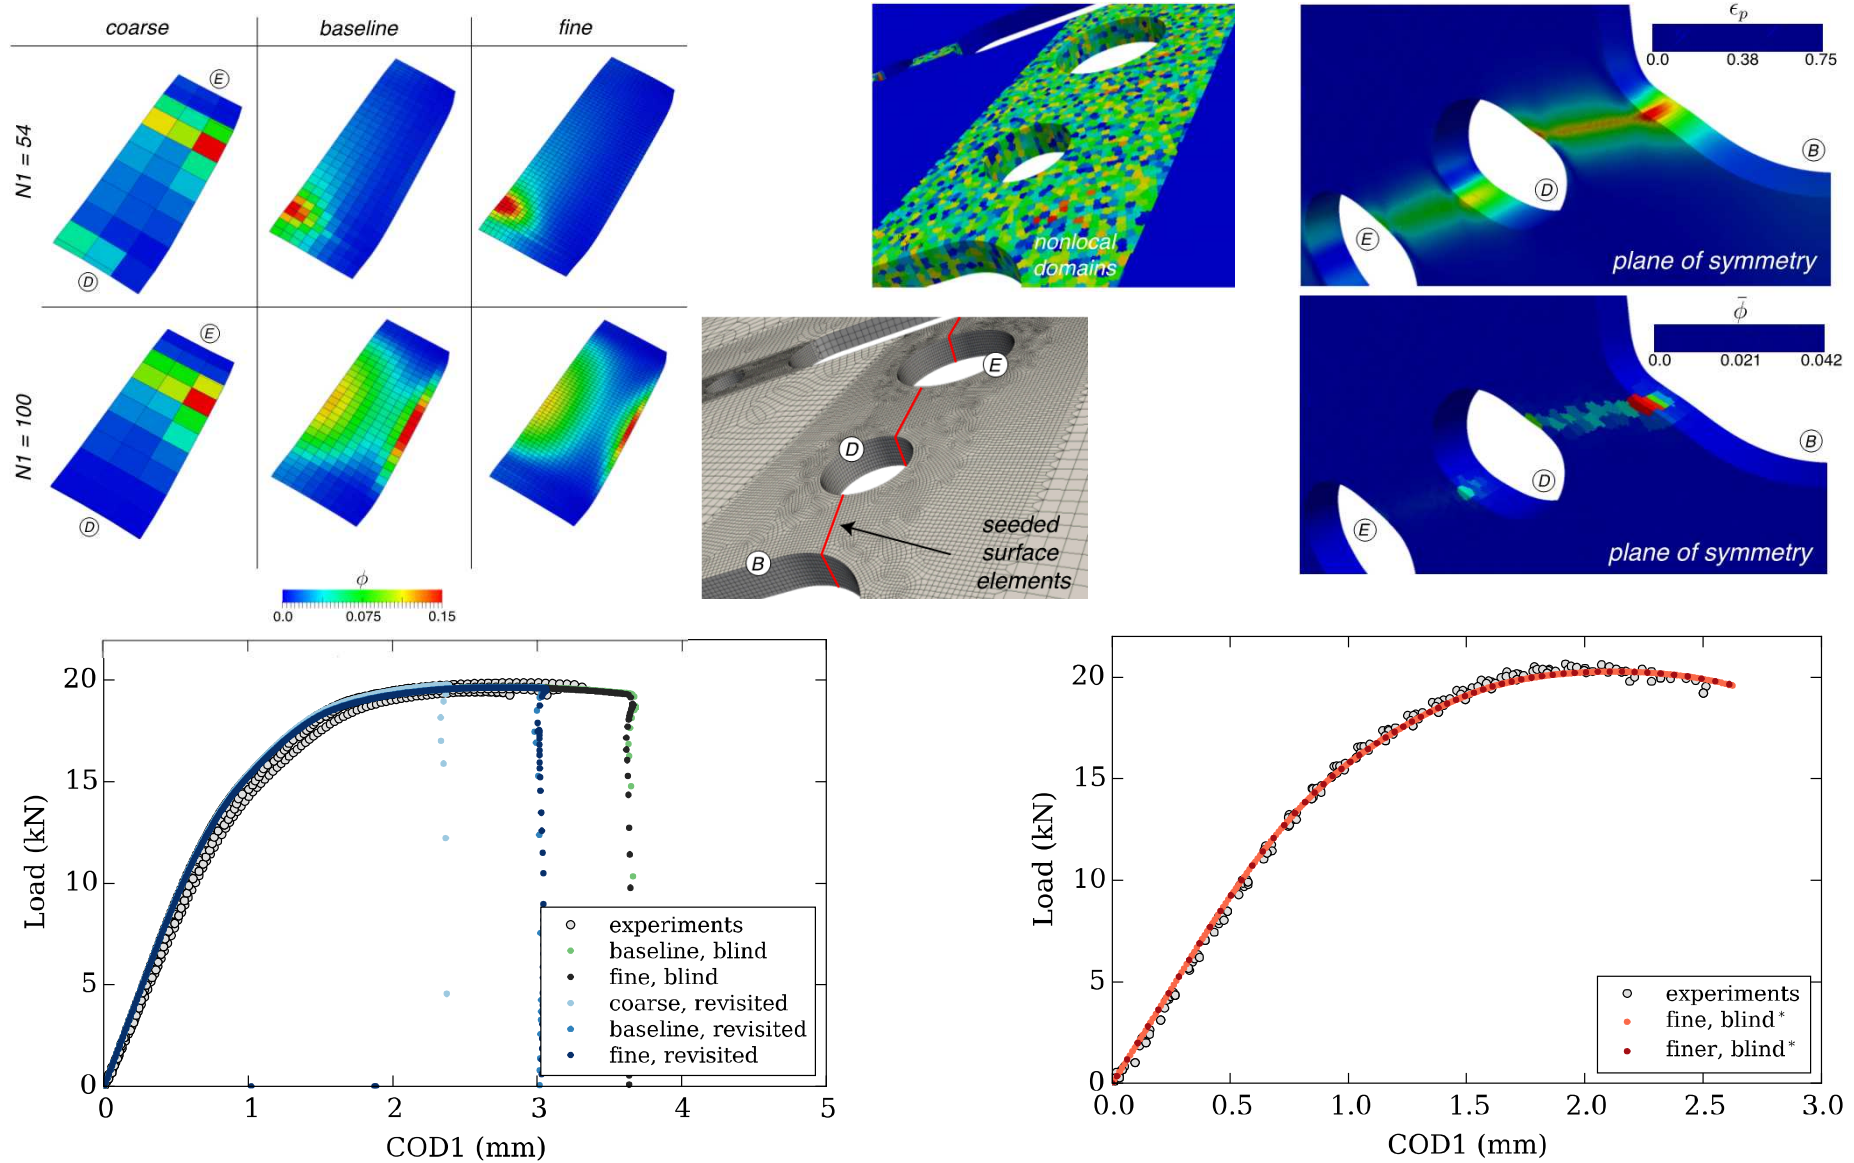 coarse
baseline
fine
N1 = 54
E
D
N1 = 100
E
D
ϕ
0.0
0.075
0.15
nonlocal
domains
E
D
B
seeded
surface
elements
ϵp
0.0
0.38
0.75
B
D
E
plane of symmetry
ϕ̄
0.0
0.021
0.042
B
D
E
plane of symmetry
Load (kN)
20
15
10
5
0
0
1
2
3
4
5
COD1 (mm)
experiments
baseline, blind
fine, blind
coarse, revisited
baseline, revisited
fine, revisited
Load (kN)
20
15
10
5
0
0.0
0.5
1.0
1.5
2.0
2.5
3.0
COD1 (mm)
experiments
fine, blind*
finer, blind*